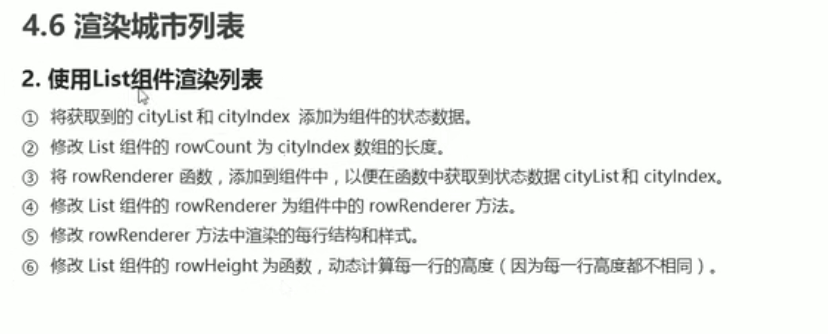 4.6 渲染城市列表
2. 使用List组件渲染列表
① 将获取到的 cityList 和 cityIndex 添加为组件的状态数据。
② 修改 List 组件的 rowCount 为 cityIndex 数组的长度。
③ 将 rowRenderer 函数，添加到组件中，以便在函数中获取到状态数据 cityList 和 cityIndex。
④ 修改 List 组件的 rowRenderer 为组件中的 rowRenderer 方法。
⑤ 修改 rowRenderer 方法中渲染的每行结构和样式。
⑥ 修改 List 组件的 rowHeight 为函数，动态计算每一行的高度（因为每一行高度都不相同）。